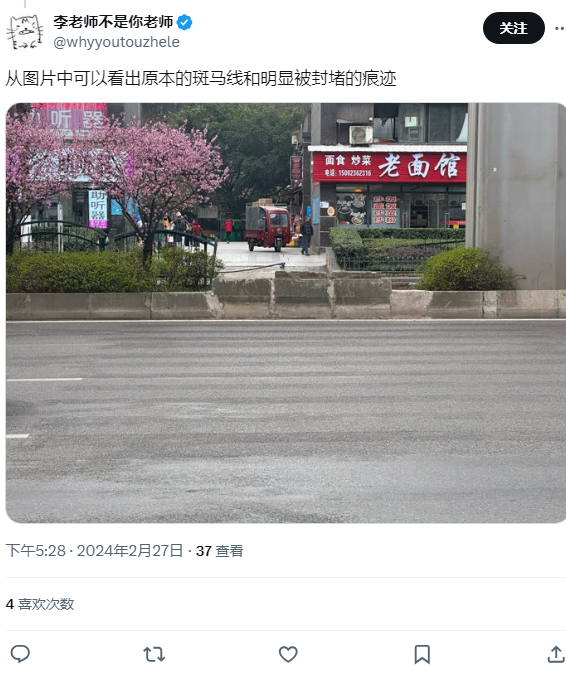 李老师不是你老师
@whyyoutouzhele
关注
从图片中可以看出原本的斑马线和明显被封堵的痕迹
听器
助听器
面食 炒菜
老面馆
电话: 15002362316
下午5:28 · 2024年2月27日 · 37 查看
4 喜欢次数